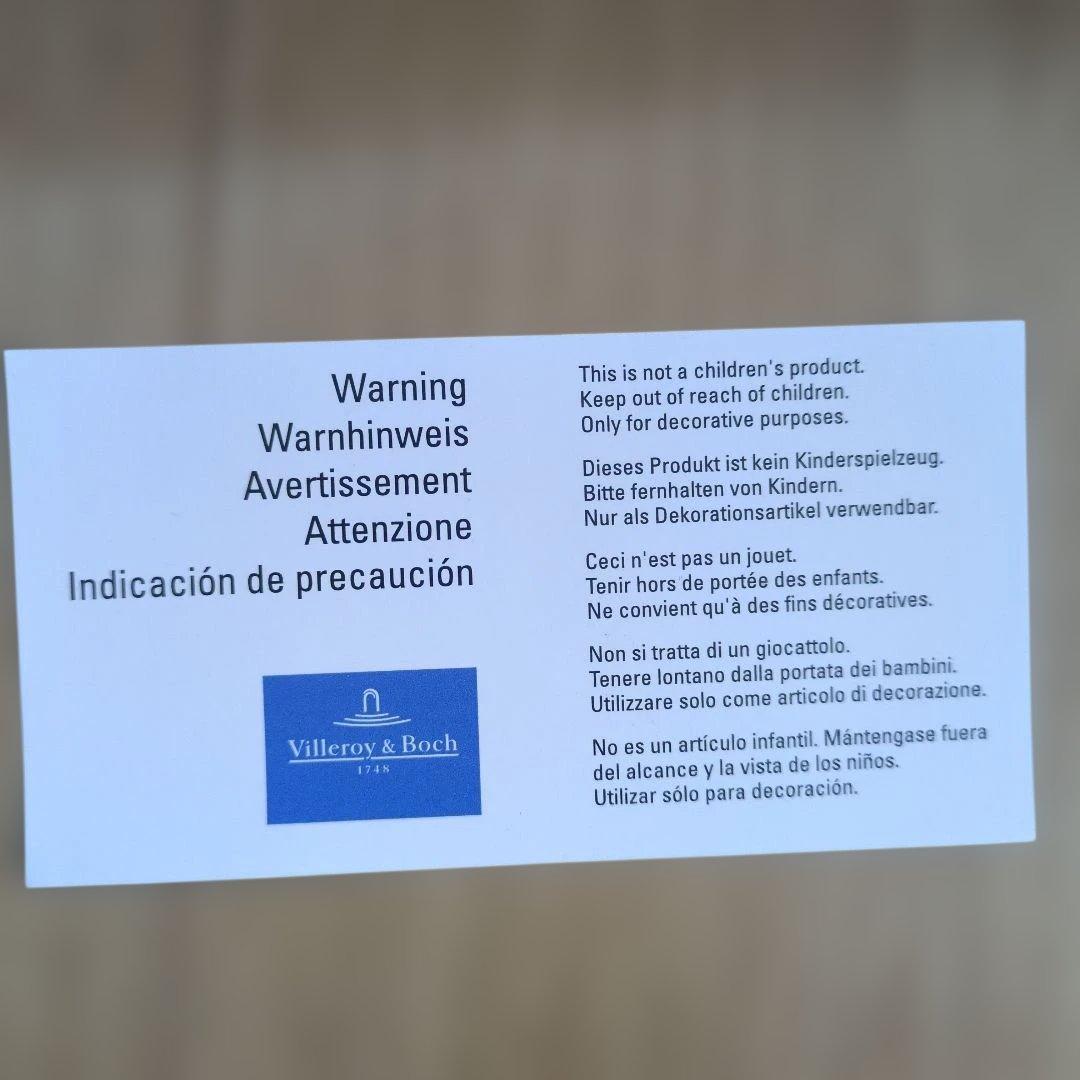 Warning
Warnhinweis
Avertissement
Attenzione
Indicación de precaución
Villeroy & Boch
1748
This is not a children's product.
Keep out of reach of children.
Only for decorative purposes.
Dieses Produkt ist kein Kinderspielzeug.
Bitte fernhalten von Kindern.
Nur als Dekorationsartikel verwendbar.
Ceci n'est pas un jouet.
Tenir hors de portée des enfants.
Ne convient qu'à des fins décoratives.
Non si tratta di un giocattolo.
Tenere lontano dalla portata dei bambini.
Utilizzare solo come articolo di decorazione.
No es un artículo infantil. Mántengase fuera
del alcance y la vista de los niños.
Utilizar sólo para decoración.